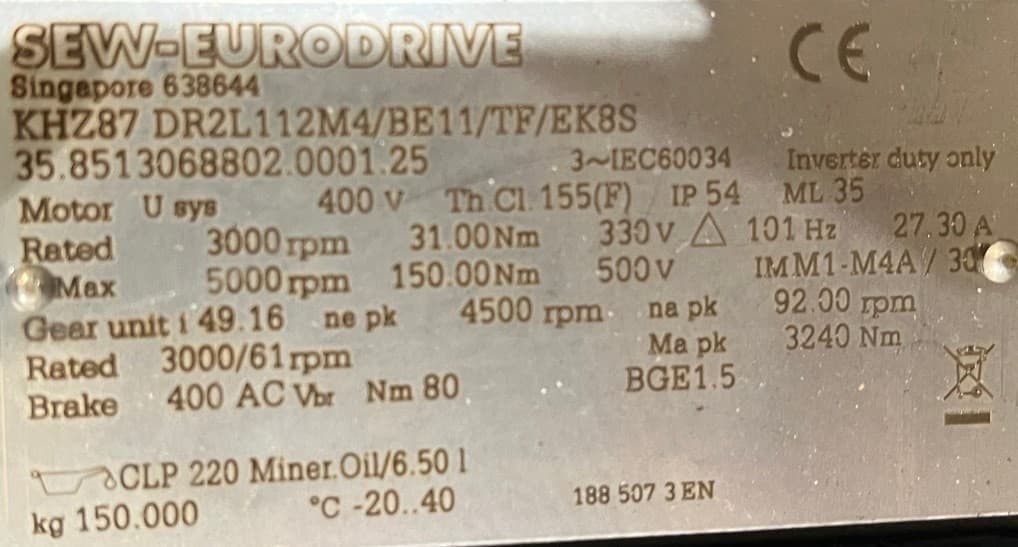 SEW-EURODRIVE CE
Singapore 638644
KHZ87 DR2L112M4/BE11/TF/EK8S
35.8513068802.0001.25 3~IEC60034 Inverter duty only
Motor U sys 400 V Th.Cl. 155(F) IP 54 ML 35
Rated 3000 rpm 31.00 Nm 330 V △ 101 Hz 27.30 A
Max 5000 rpm 150.00 Nm 500 V IM M1-M4A /
Gear unit i 49.16 ne pk 4500 rpm na pk 92.00 rpm
Rated 3000/61 rpm Ma pk 3240 Nm
Brake 400 AC Vbr Nm 80 BGE1.5
CLP 220 Miner.Oil/6.50 l
kg 150.000 °C -20..40 188 507 3 EN